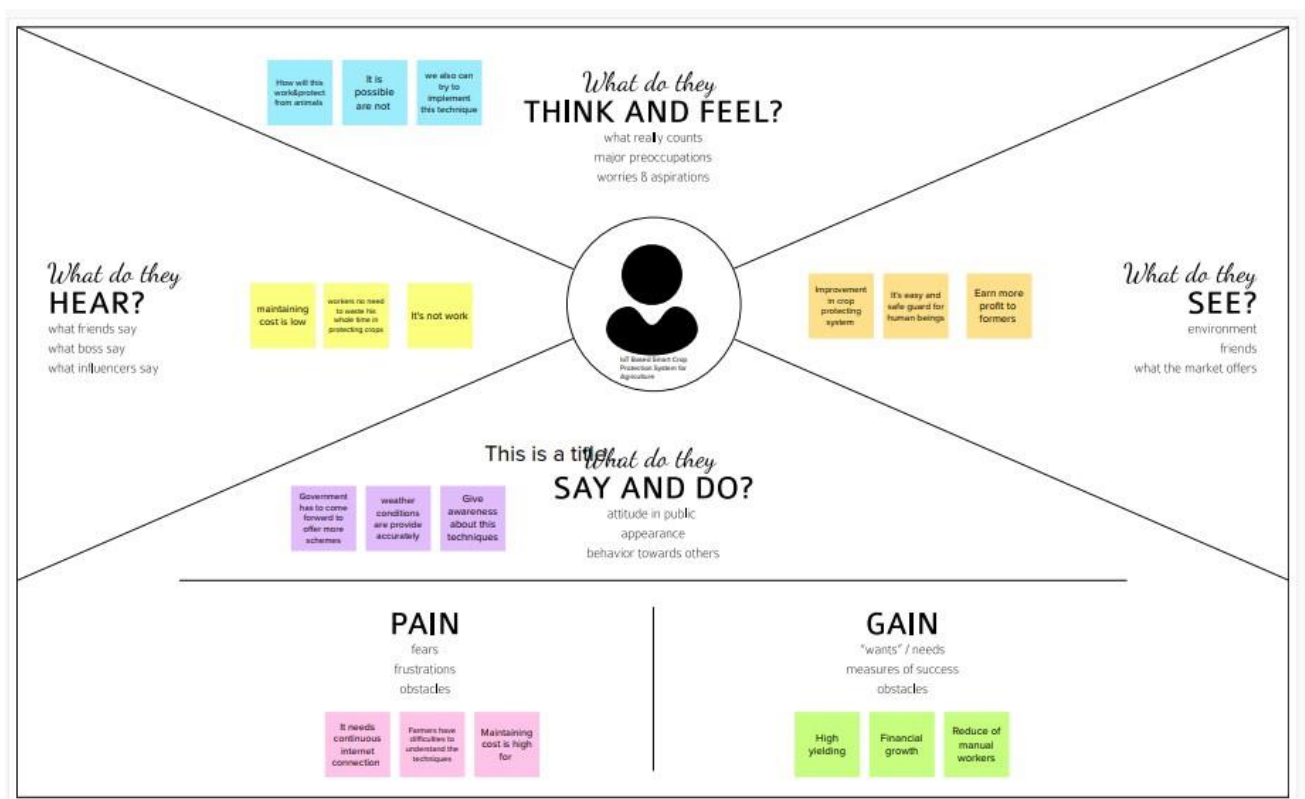 How will this
work&protect
from animals
It is
possible
are not
we also can
try to
implement
this technique
What do they
THINK AND FEEL?
what really counts
major preoccupations
worries & aspirations
What do they
HEAR?
what friends say
what boss say
what influencers say
maintaining
cost is low
workers no need
to waste his
whole time in
protecting crops
It's not work
IoT Based Smart Crop
Protection System for
Agriculture
Improvement
in crop
protecting
system
It's easy and
safe guard for
human beings
Earn more
profit to
formers
What do they
SEE?
environment
friends
what the market offers
This is a title...
What do they
SAY AND DO?
attitude in public
appearance
behavior towards others
Government
has to come
forward to
offer more
schemes
weather
conditions
are provide
accurately
Give
awareness
about this
techniques
PAIN
fears
frustrations
obstacles
It needs
continuous
internet
connection
Farmers have
difficulties to
understand the
techniques
Maintaining
cost is high
for
GAIN
"wants" / needs
measures of success
obstacles
High
yielding
Financial
growth
Reduce of
manual
workers